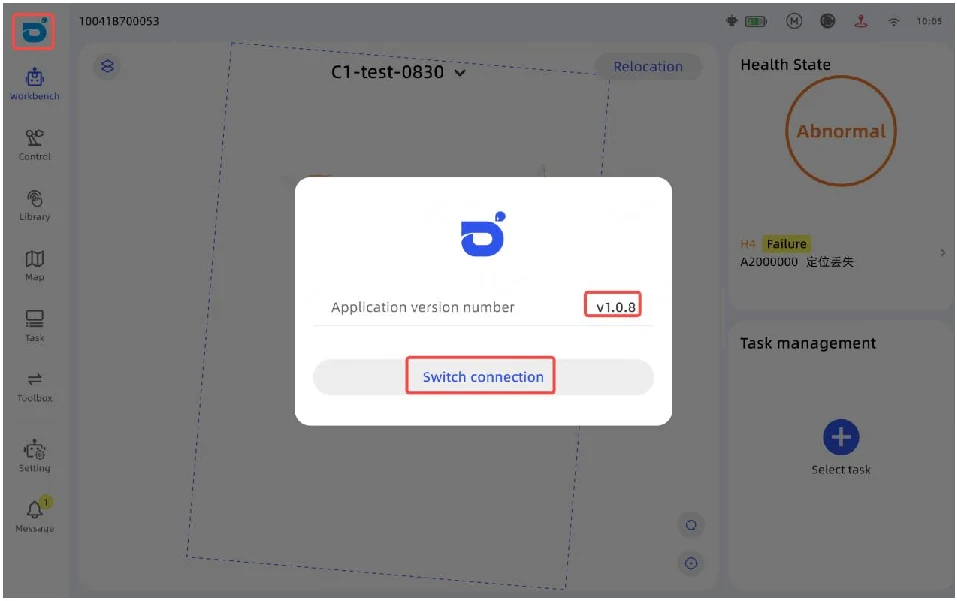 10041B700053
M
10:05
Workbench
Control
Library
Map
Task
Toolbox
Setting
1
Message
C1-test-0830
Relocation
Application version number
v1.0.8
Switch connection
Health State
Abnormal
H4 Failure
A2000000 定位丢失
Task management
Select task